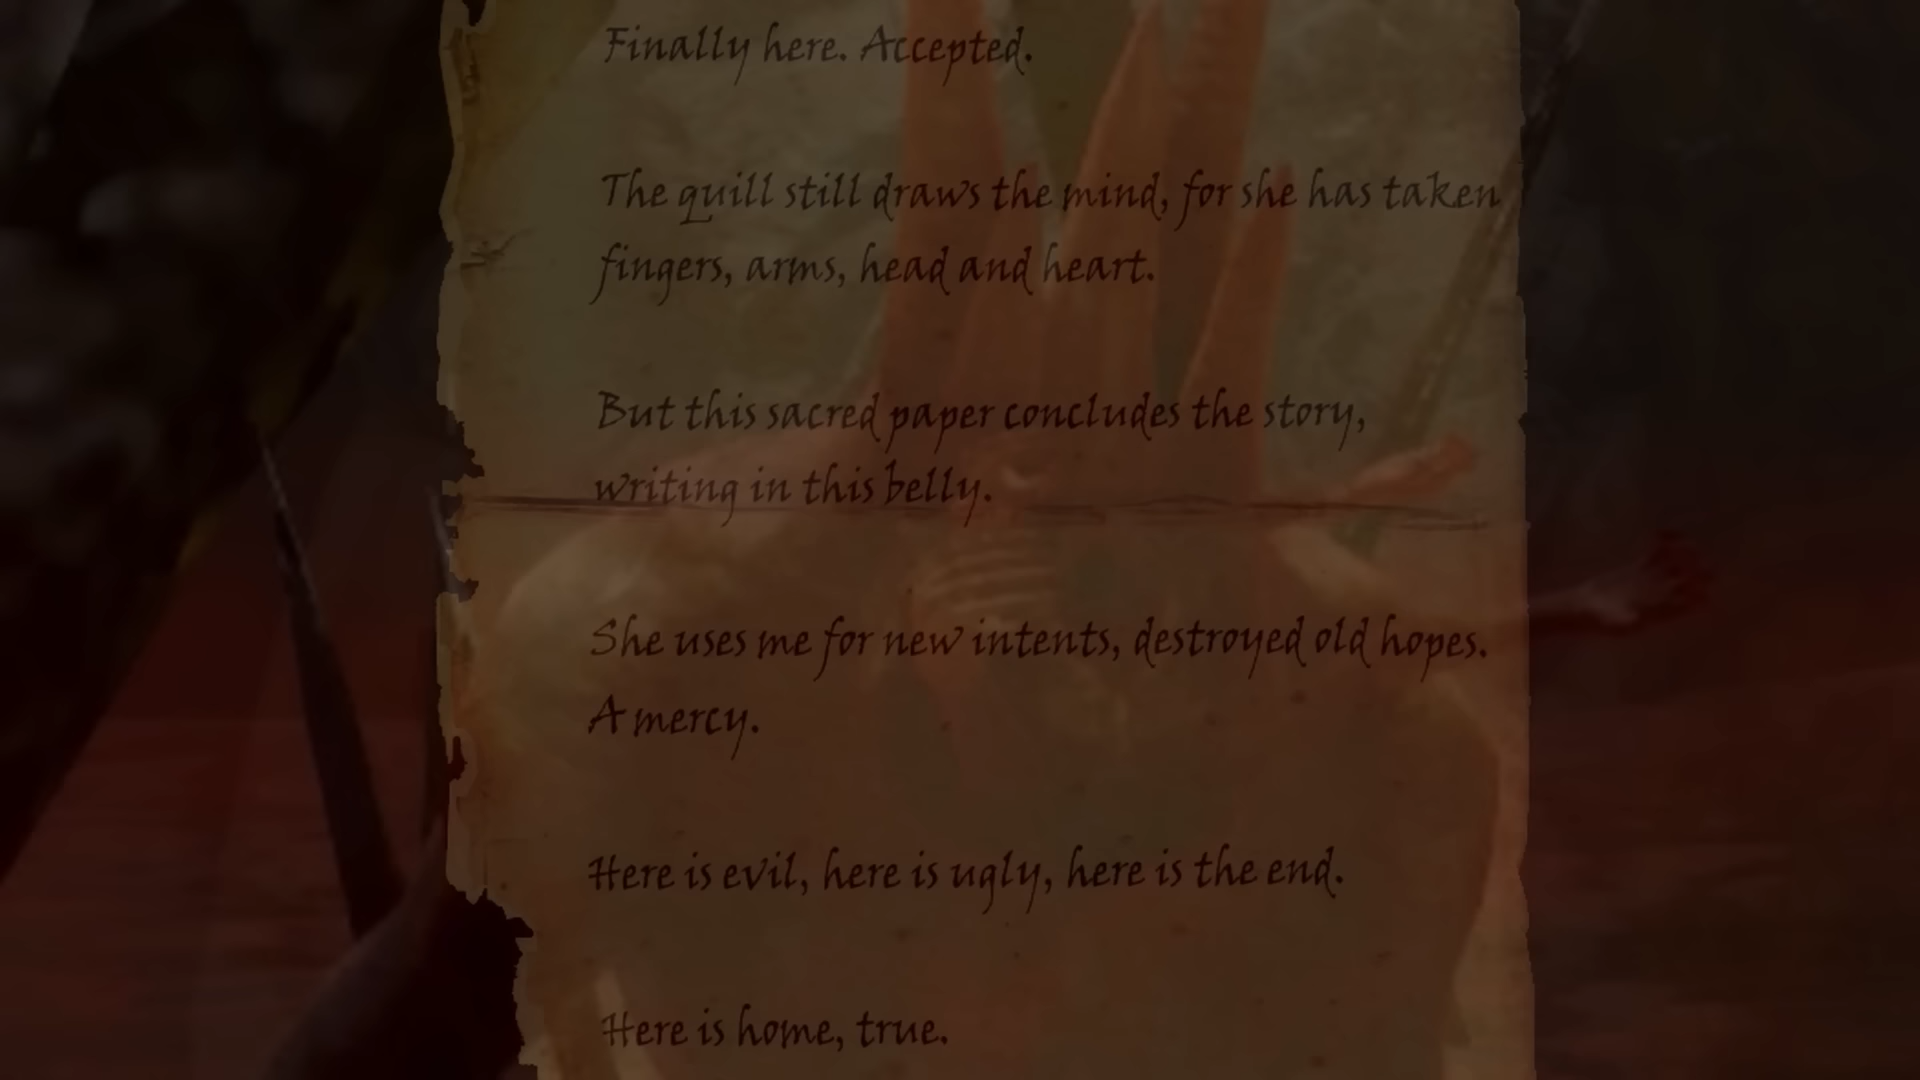 Finally here. Accepted.
The quill still draws the mind, for she has taken
fingers, arms, head and heart.
But this sacred paper concludes the story,
writing in this belly.
She uses me for new intents, destroyed old hopes.
A mercy.
Here is evil, here is ugly, here is the end.
Here is home, true.